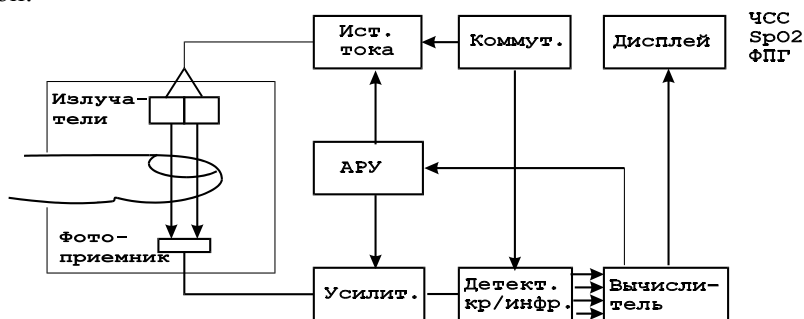 Ист.
тока
Коммут.
Дисплей
ЧСС
SpO2
ФПГ
Излуча-
тели
АРУ
Фото-
приемник
Усилит.
Детект.
кр/инфр.
Вычисли-
тель